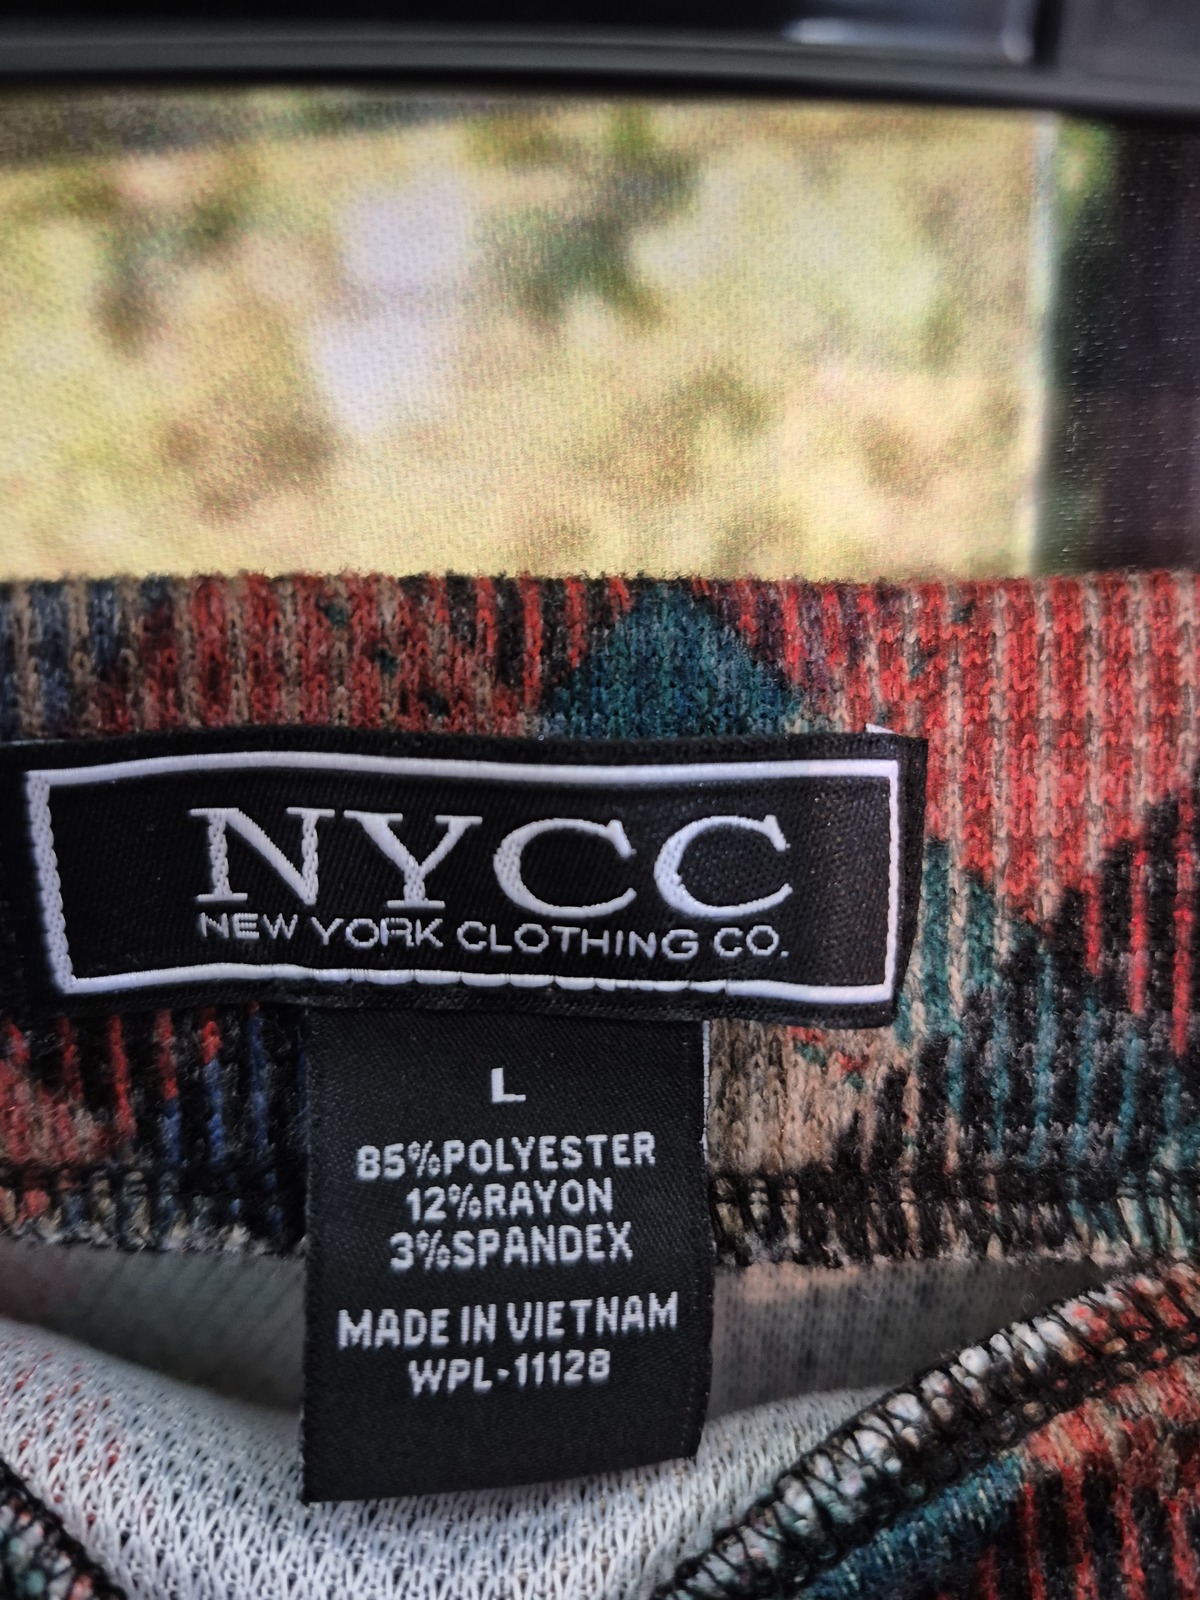 NYCC
NEW YORK CLOTHING CO.
L
85%POLYESTER
12%RAYON
3%SPANDEX
MADE IN VIETNAM
WPL-11128